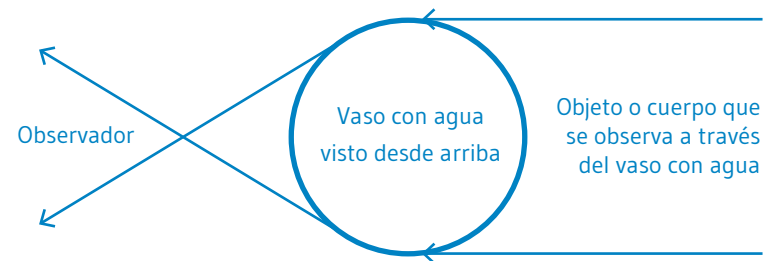 Observador
Vaso con agua
visto desde arriba
Objeto o cuerpo que
se observa a través
del vaso con agua